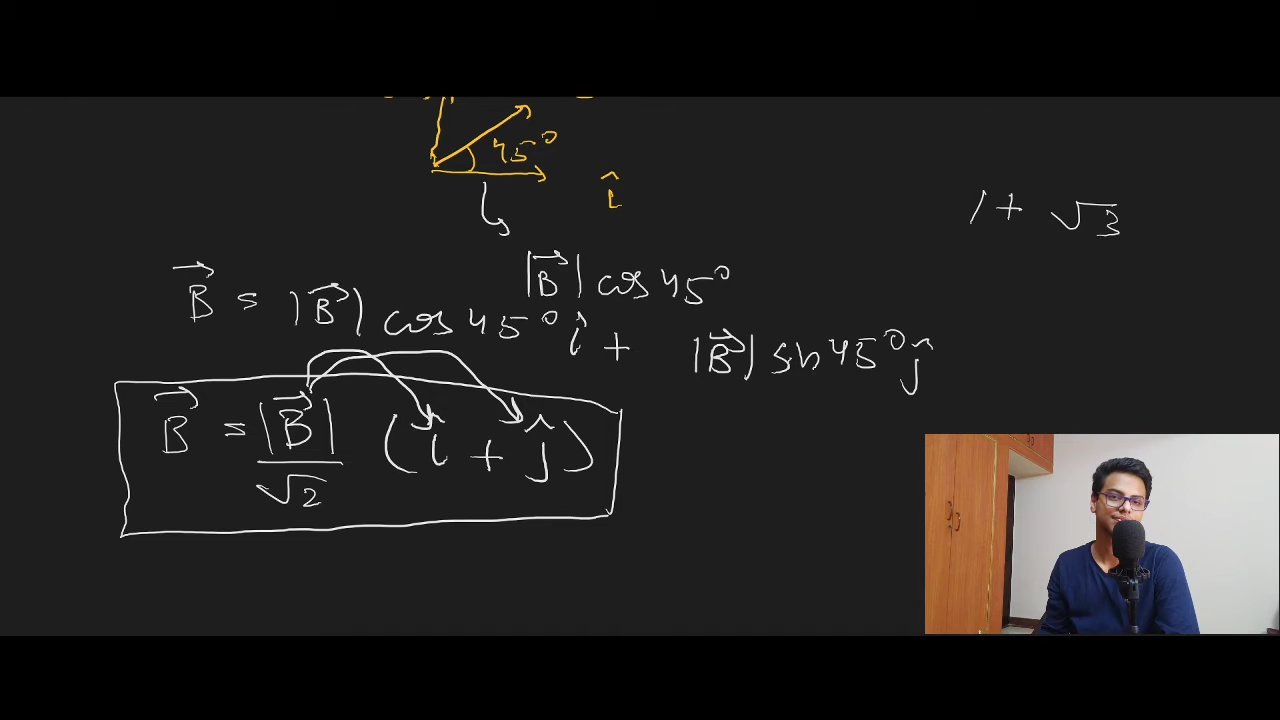 45°
î
1 + √3
|B⃗| cos 45°
B⃗ = |B⃗| cos 45° î + |B⃗| sin 45° ĵ
B⃗ = |B⃗|/√2 (î + ĵ)